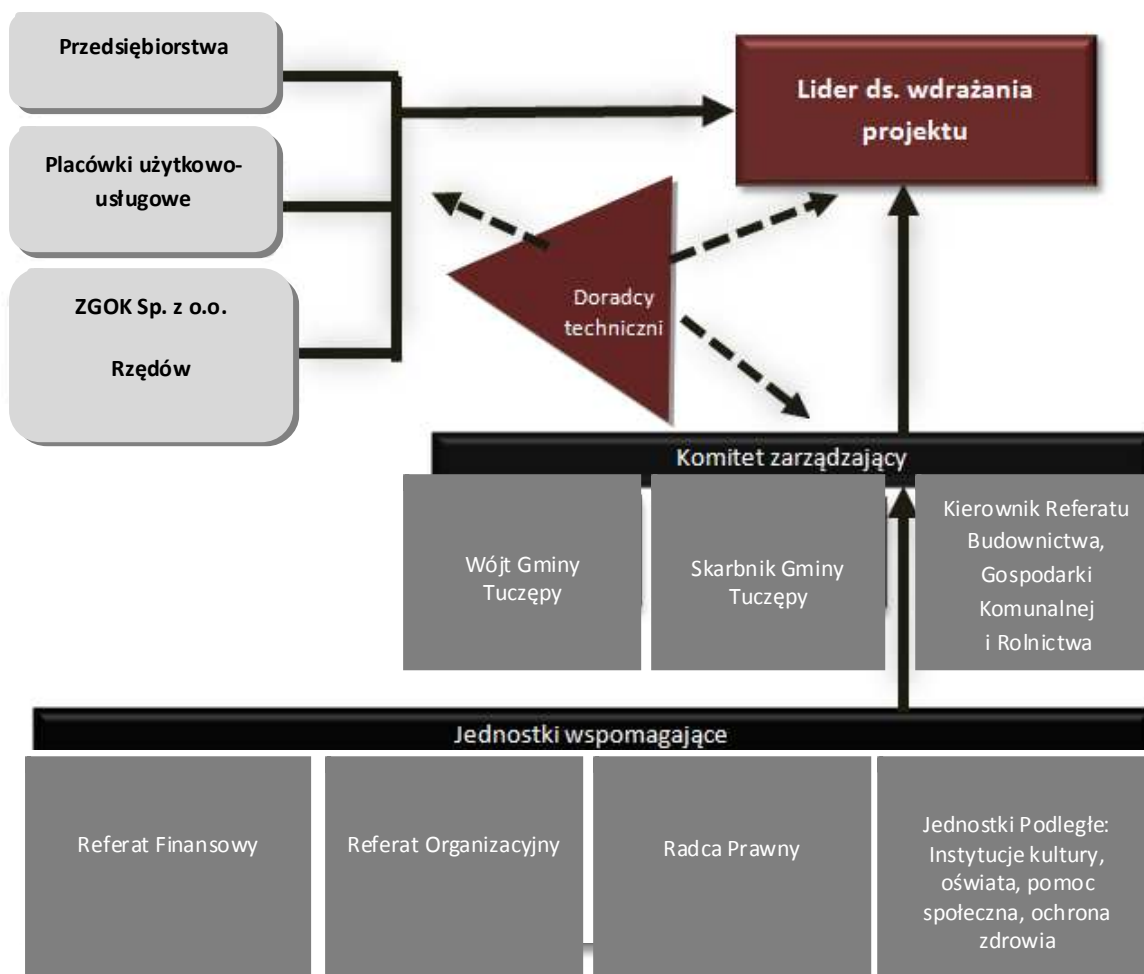 Przedsiębiorstwa
Placówki użytkowo-
usługowe
ZGOK Sp. z o.o.
Rzędów
Lider ds. wdrażania
projektu
Doradcy
techniczni
Komitet zarządzający
Wójt Gminy
Tuczępy
Skarbnik Gminy
Tuczępy
Kierownik Referatu
Budownictwa,
Gospodarki
Komunalnej
i Rolnictwa
Jednostki wspomagające
Referat Finansowy
Referat Organizacyjny
Radca Prawny
Jednostki Podległe:
Instytucje kultury,
oświata, pomoc
społeczna, ochrona
zdrowia